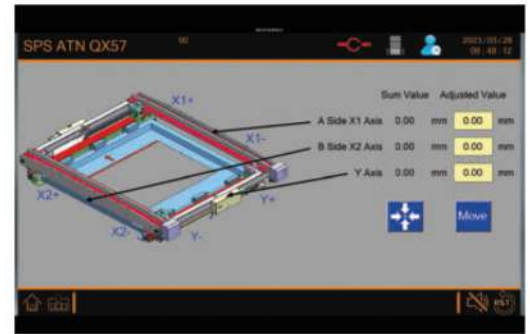 SPS ATN QX57
2023/03/28
08:48:12
Sum Value Adjusted Value
A Side X1 Axis 0.00 mm 0.00 mm
B Side X2 Axis 0.00 mm 0.00 mm
Y Axis 0.00 mm 0.00 mm
Move
X1+
X1-
X2+
X2-
Y+
Y-
RST